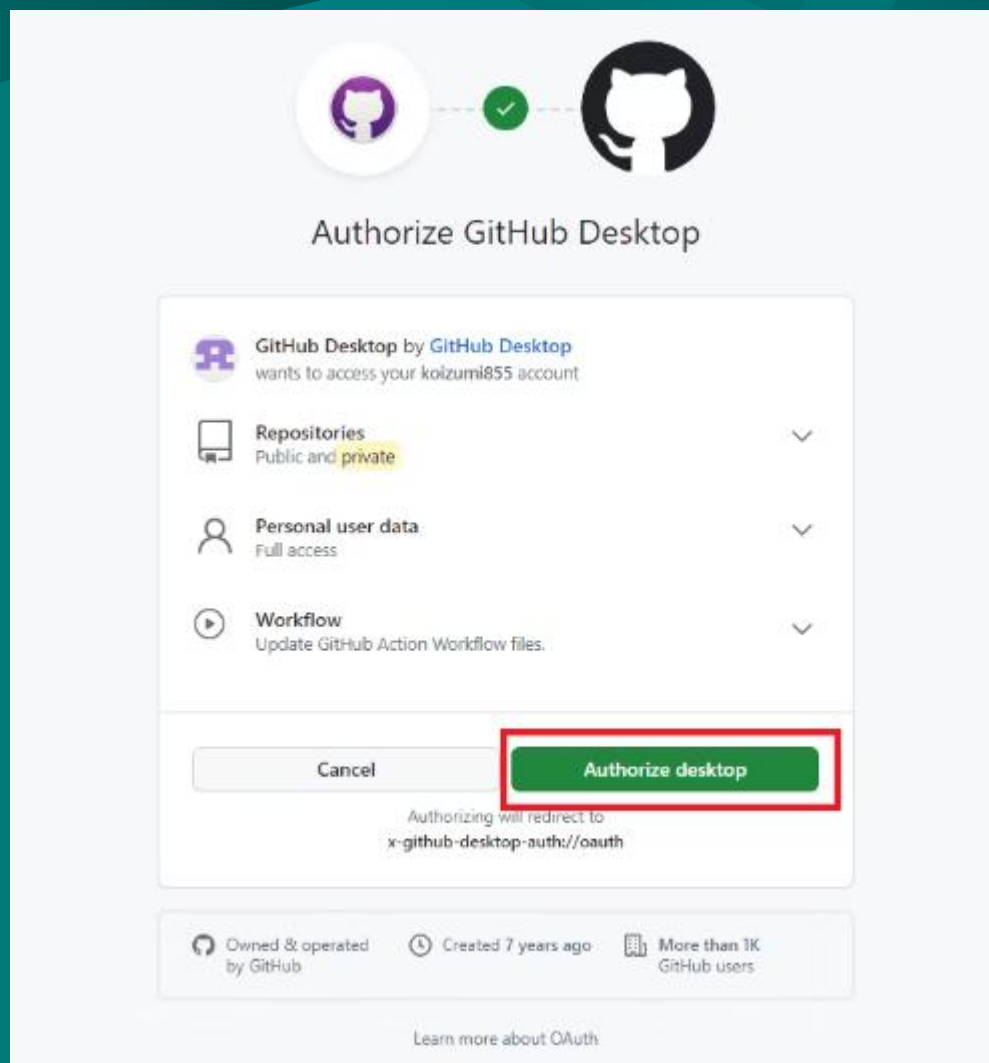 Authorize GitHub Desktop
GitHub Desktop by GitHub Desktop
wants to access your koizumi855 account
Repositories
Public and private
Personal user data
Full access
Workflow
Update GitHub Action Workflow files.
Cancel
Authorize desktop
Authorizing will redirect to
x-github-desktop-auth://oauth
Owned & operated
by GitHub
Created 7 years ago
More than 1K
GitHub users
Learn more about OAuth